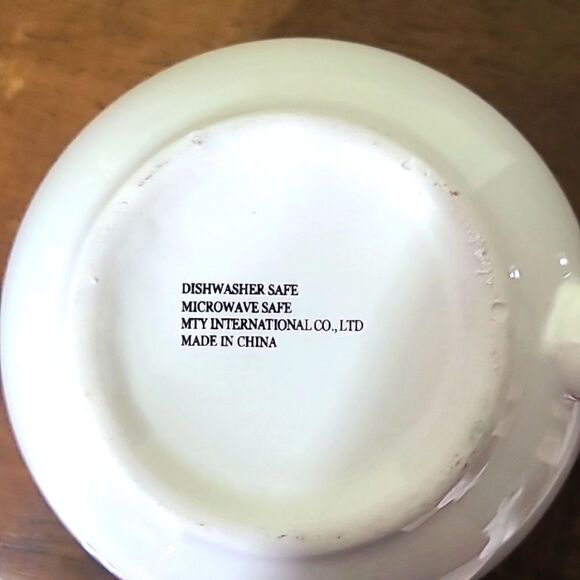 DISHWASHER SAFE
MICROWAVE SAFE
MTY INTERNATIONAL CO., LTD
MADE IN CHINA